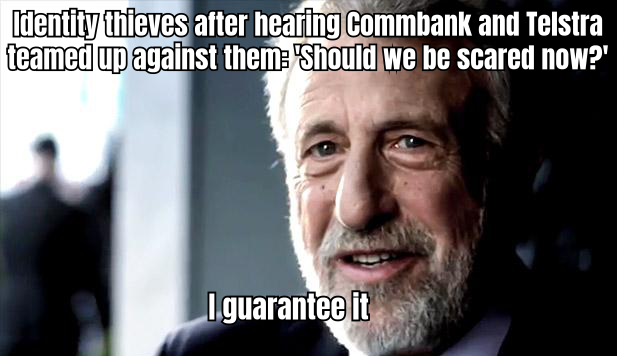 Identity thieves after hearing Commbank and Telstra
teamed up against them: 'Should we be scared now?'
I guarantee it